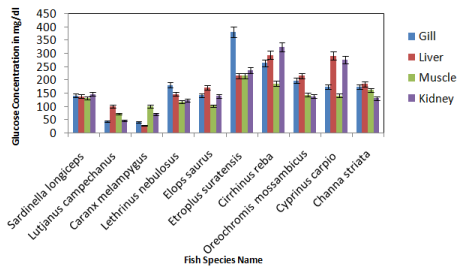 Glucose Concentration in mg/dl
450
400
350
300
250
200
150
100
50
0
Gill
Liver
Muscle
Kidney
Sardinella longiceps
Lutjanus campechanus
Caranx melampygus
Lethrinus nebulosus
Elops saurus
Etroplus suratensis
Cirrhinus reba
Oreochromis mossambicus
Cyprinus carpio
Channa striata
Fish Species Name